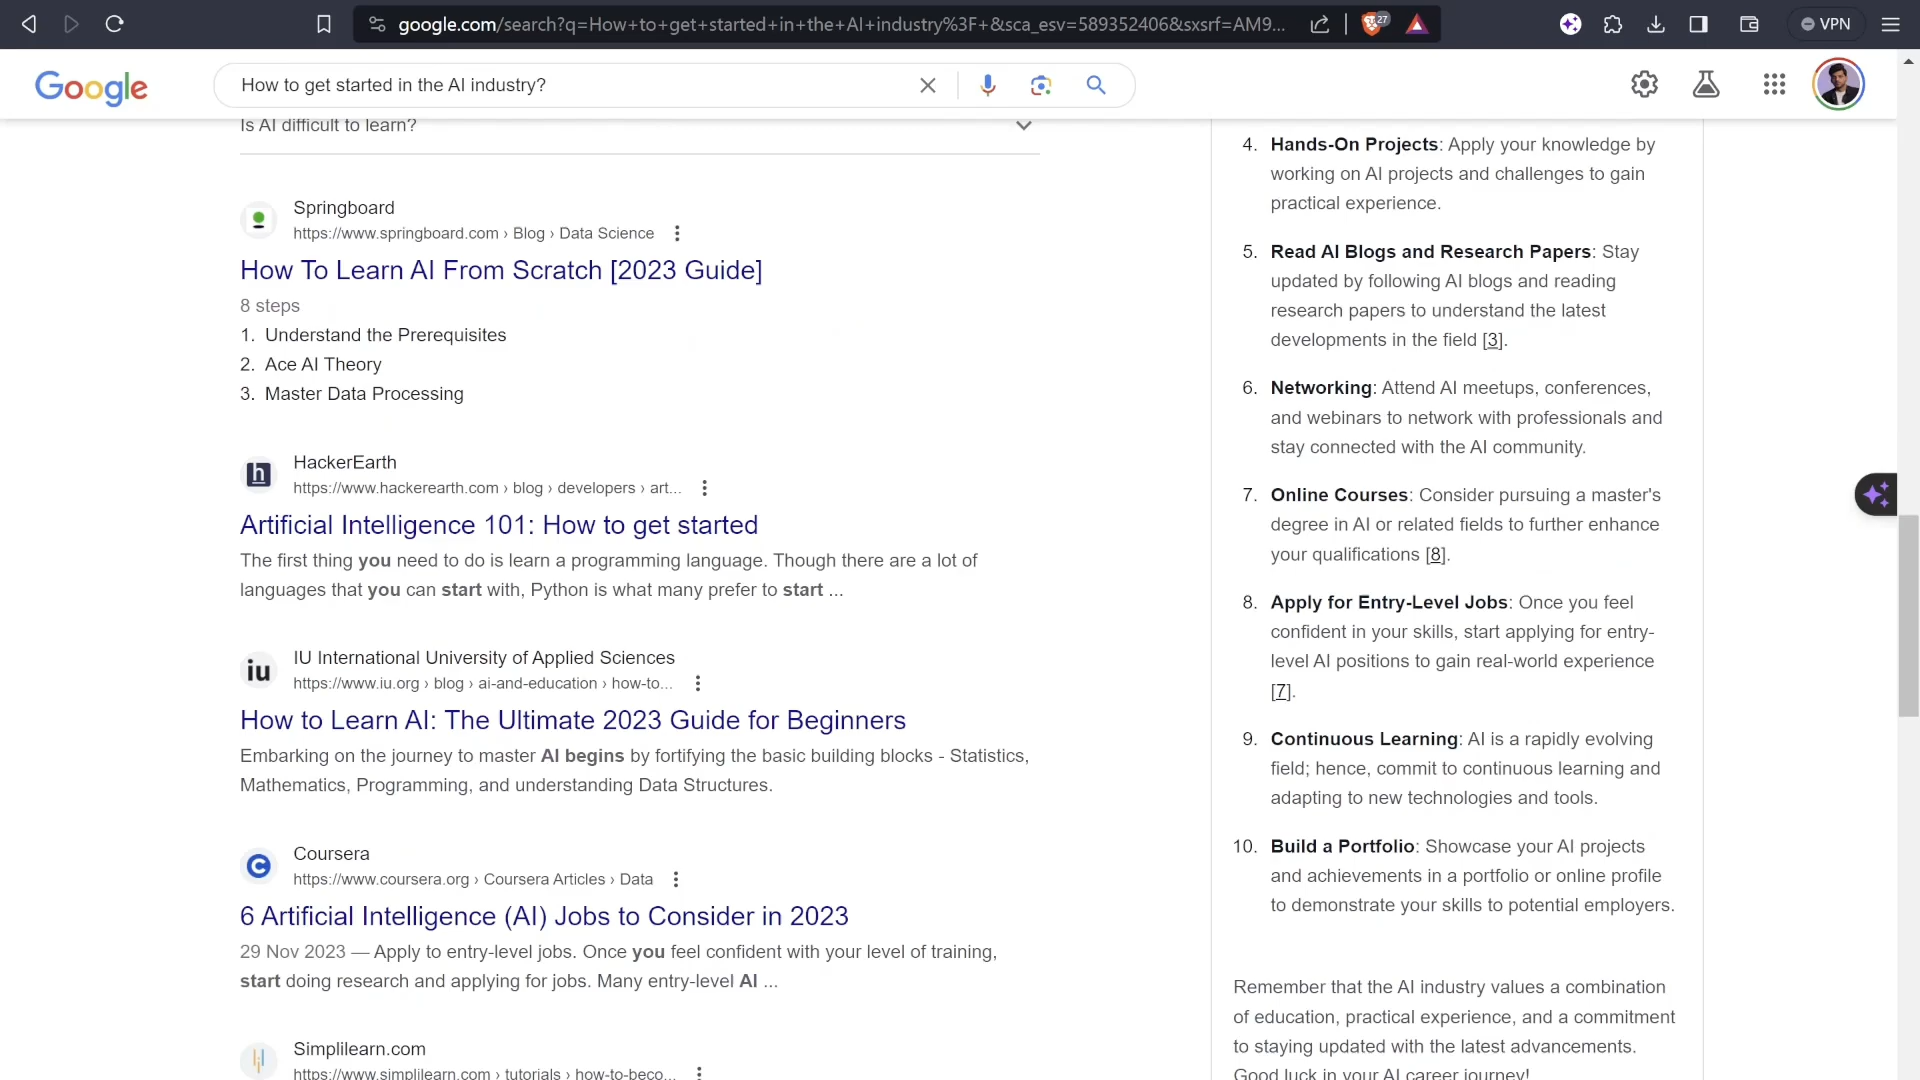 google.com/search?q=How+to+get+started+in+the+AI+industry%3F+&sca_esv=589352406&sxsrf=AM9...
27
VPN
Google
How to get started in the AI industry?
Is AI difficult to learn?
Springboard
https://www.springboard.com › Blog › Data Science
How To Learn AI From Scratch [2023 Guide]
8 steps
1. Understand the Prerequisites
2. Ace AI Theory
3. Master Data Processing
h
HackerEarth
https://www.hackerearth.com › blog › developers › art...
Artificial Intelligence 101: How to get started
The first thing you need to do is learn a programming language. Though there are a lot of
languages that you can start with, Python is what many prefer to start ...
iu
IU International University of Applied Sciences
https://www.iu.org › blog › ai-and-education › how-to...
How to Learn AI: The Ultimate 2023 Guide for Beginners
Embarking on the journey to master AI begins by fortifying the basic building blocks - Statistics,
Mathematics, Programming, and understanding Data Structures.
C
Coursera
https://www.coursera.org › Coursera Articles › Data
6 Artificial Intelligence (AI) Jobs to Consider in 2023
29 Nov 2023 — Apply to entry-level jobs. Once you feel confident with your level of training,
start doing research and applying for jobs. Many entry-level AI ...
Simplilearn.com
https://www.simplilearn.com › tutorials › how-to-beco...
4. Hands-On Projects: Apply your knowledge by
working on AI projects and challenges to gain
practical experience.
5. Read AI Blogs and Research Papers: Stay
updated by following AI blogs and reading
research papers to understand the latest
developments in the field [3].
6. Networking: Attend AI meetups, conferences,
and webinars to network with professionals and
stay connected with the AI community.
7. Online Courses: Consider pursuing a master's
degree in AI or related fields to further enhance
your qualifications [8].
8. Apply for Entry-Level Jobs: Once you feel
confident in your skills, start applying for entry-
level AI positions to gain real-world experience
[7].
9. Continuous Learning: AI is a rapidly evolving
field; hence, commit to continuous learning and
adapting to new technologies and tools.
10. Build a Portfolio: Showcase your AI projects
and achievements in a portfolio or online profile
to demonstrate your skills to potential employers.
Remember that the AI industry values a combination
of education, practical experience, and a commitment
to staying updated with the latest advancements.
Good luck in your AI career journey!